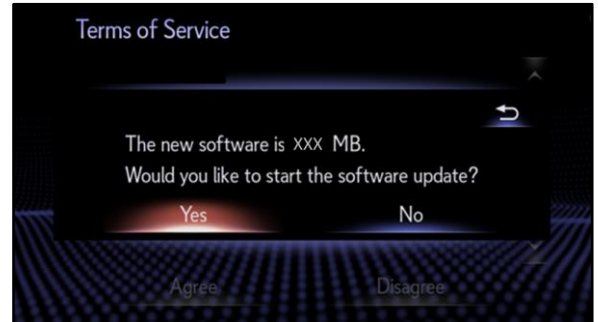 Terms of Service
The new software is XXX MB.
Would you like to start the software update?
Yes No
Agree Disagree